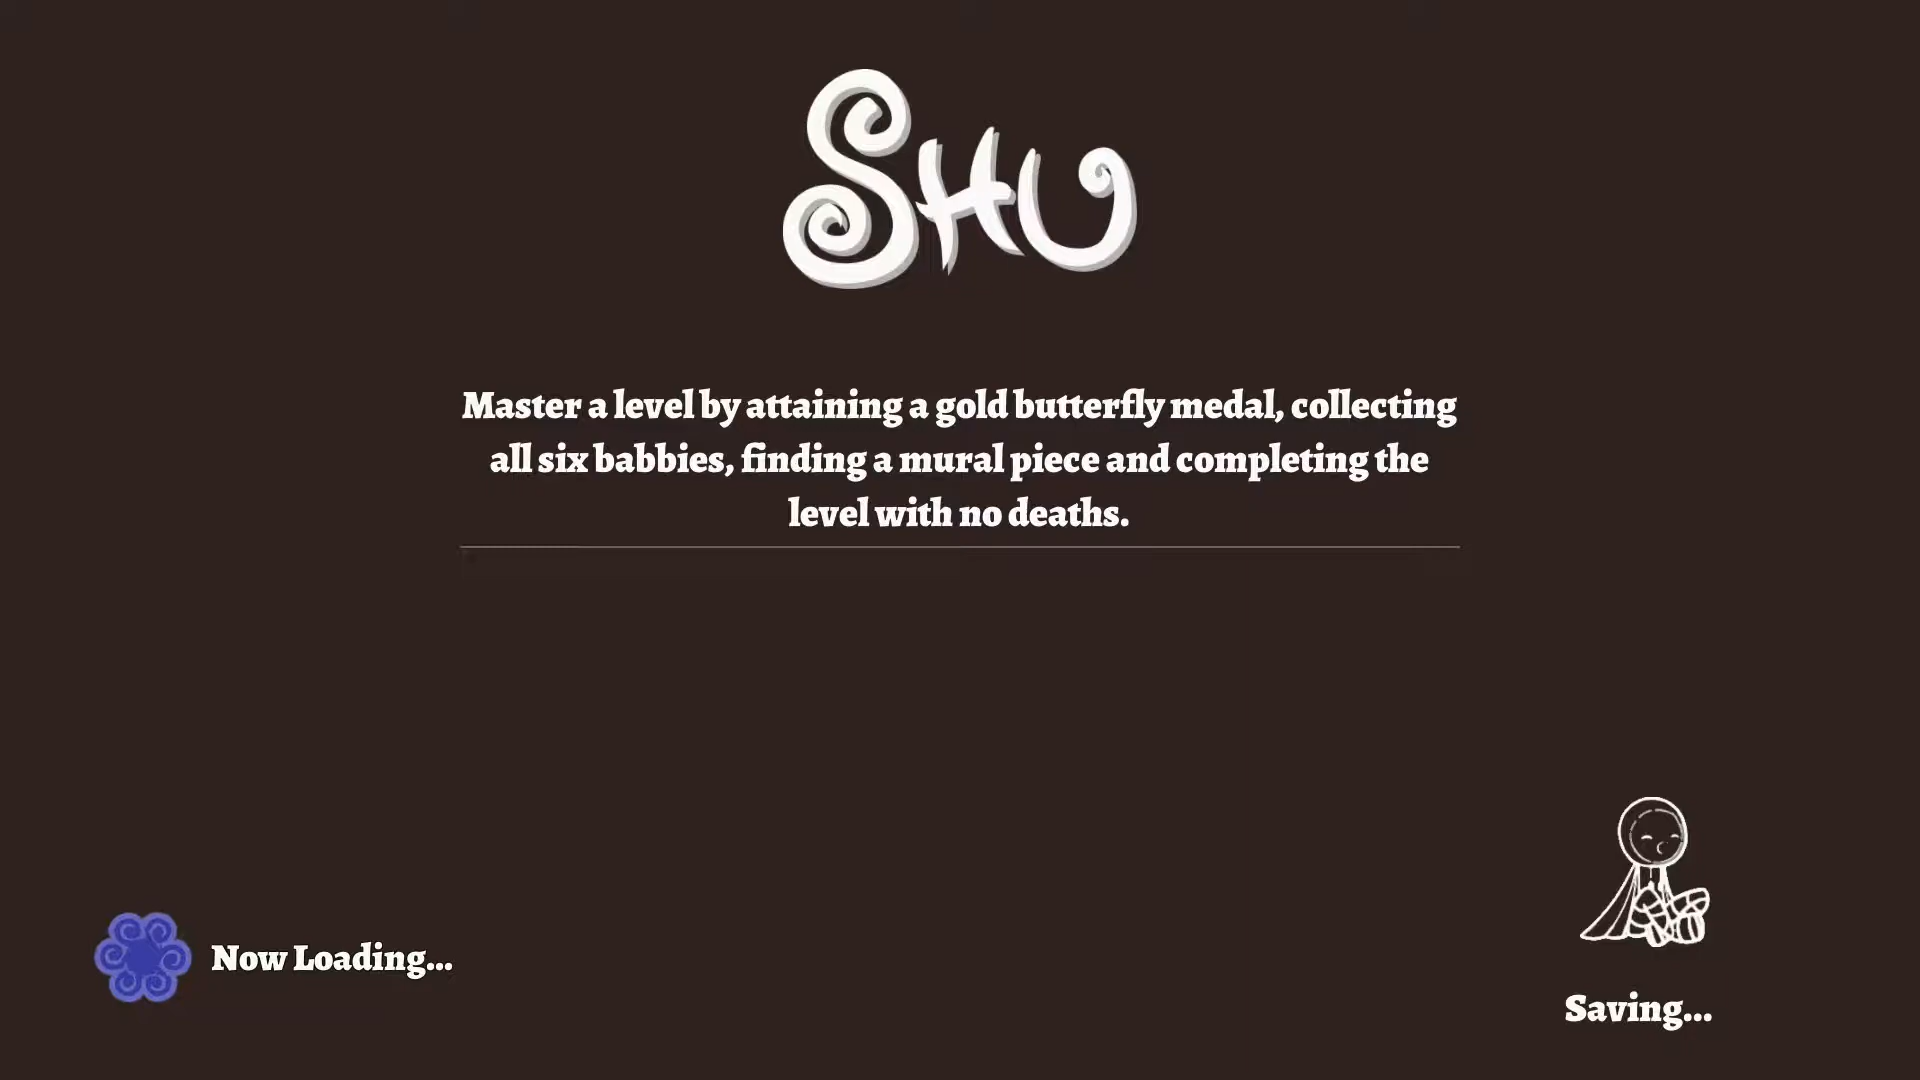 SHU
Master a level by attaining a gold butterfly medal, collecting
all six babbies, finding a mural piece and completing the
level with no deaths.
Now Loading...
Saving...